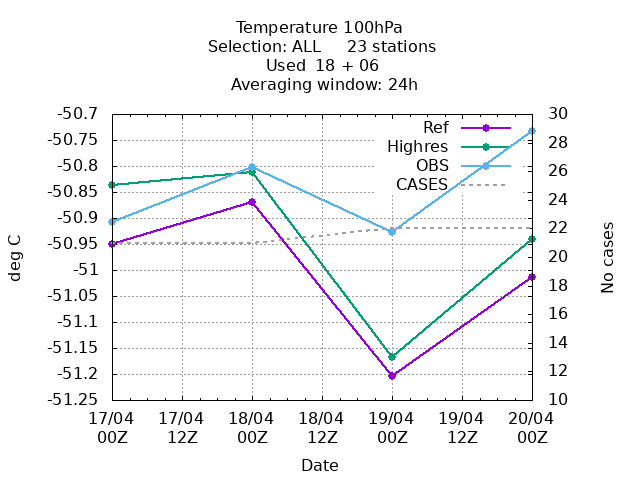 Temperature 100hPa
Selection: ALL     23 stations
Used  18 + 06
Averaging window: 24h
-50.7
-50.75
-50.8
-50.85
-50.9
-50.95
-51
-51.05
-51.1
-51.15
-51.2
-51.25
deg C
Ref
Highres
OBS
CASES
30
28
26
24
22
20
18
16
14
12
10
No cases
17/04 17/04 18/04 18/04 19/04 19/04 20/04
00Z 12Z 00Z 12Z 00Z 12Z 00Z
Date